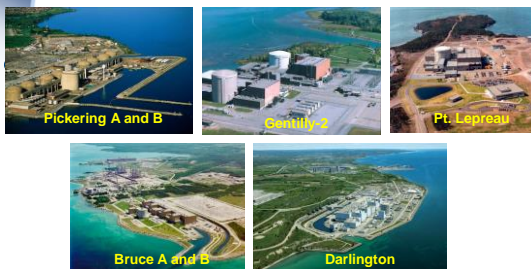 Pickering A and B
Gentilly-2
Pt. Lepreau
Bruce A and B
Darlington